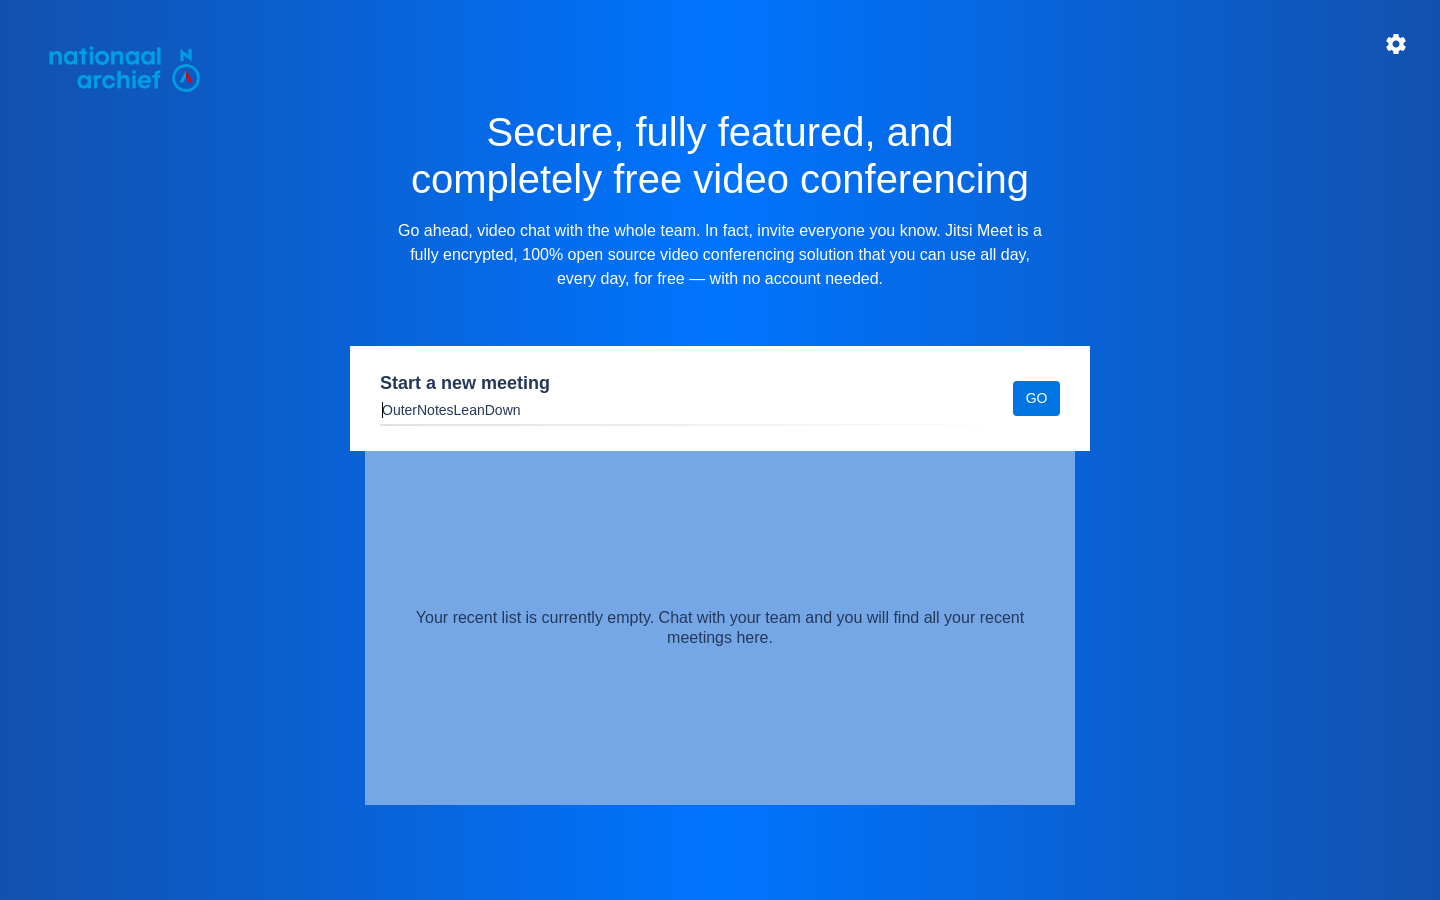 nationaal
archief
N
Secure, fully featured, and
completely free video conferencing
Go ahead, video chat with the whole team. In fact, invite everyone you know. Jitsi Meet is a
fully encrypted, 100% open source video conferencing solution that you can use all day,
every day, for free — with no account needed.
Start a new meeting
OuterNotesLeanDown
GO
Your recent list is currently empty. Chat with your team and you will find all your recent
meetings here.